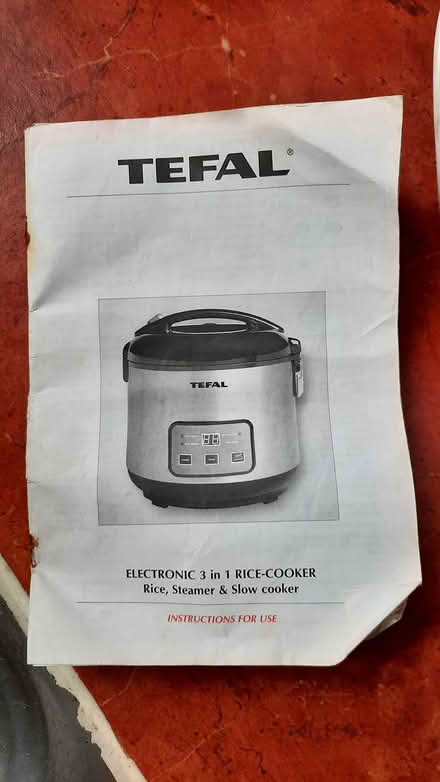 TEFAL®
TEFAL
ELECTRONIC 3 in 1 RICE-COOKER
Rice, Steamer & Slow cooker
INSTRUCTIONS FOR USE